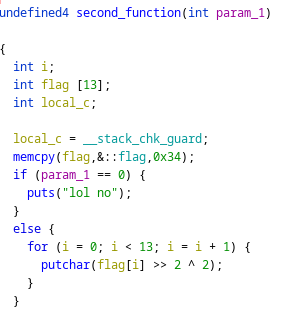 undefined4 second_function(int param_1)
{
int i;
int flag [13];
int local_c;
local_c = __stack_chk_guard;
memcpy(flag,&::flag,0x34);
if (param_1 == 0) {
puts("lol no");
}
else {
for (i = 0; i < 13; i = i + 1) {
putchar(flag[i] >> 2 ^ 2);
}
}